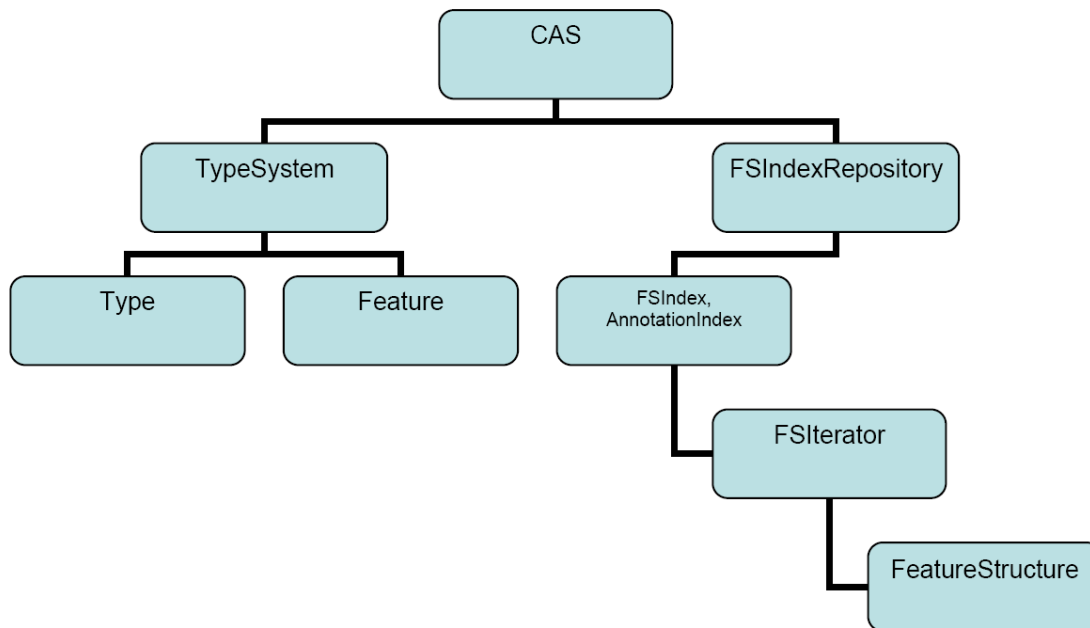 CAS
TypeSystem
FSIndexRepository
Type
Feature
FSIndex,
AnnotationIndex
FSIterator
FeatureStructure